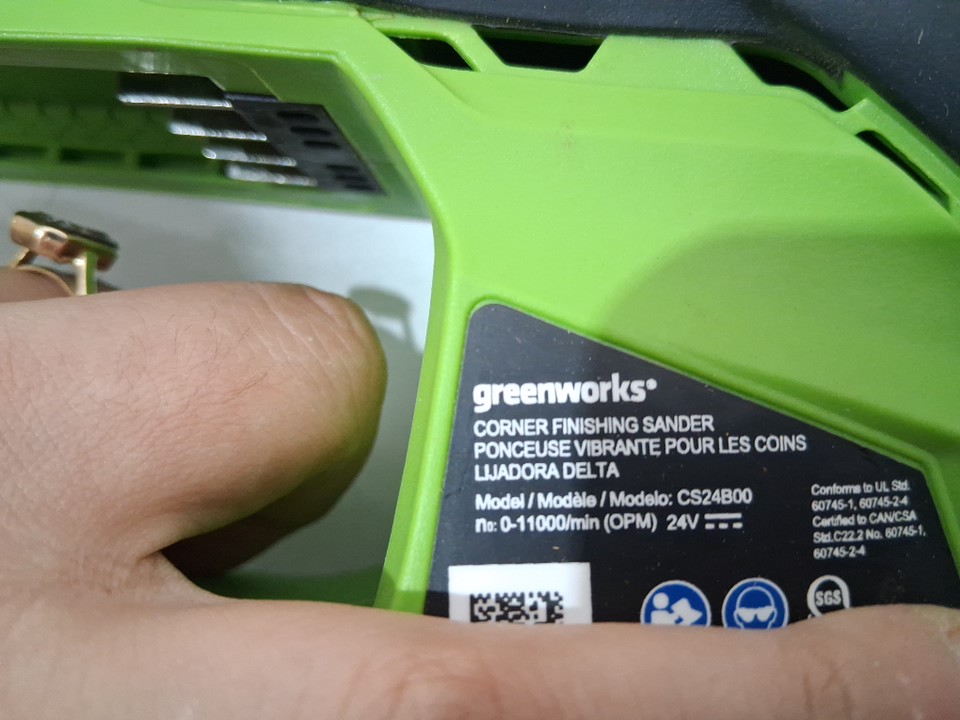 greenworks
CORNER FINISHING SANDER
PONCEUSE VIBRANTE POUR LES COINS
LIJADORA DELTA
Model / Modèle / Modelo: CS24B00
n₀: 0-11000/min (OPM) 24V
Conforms to UL Std.
60745-1, 60745-2-4
Certified to CAN/CSA
Std.C22.2 No. 60745-1,
60745-2-4
SGS